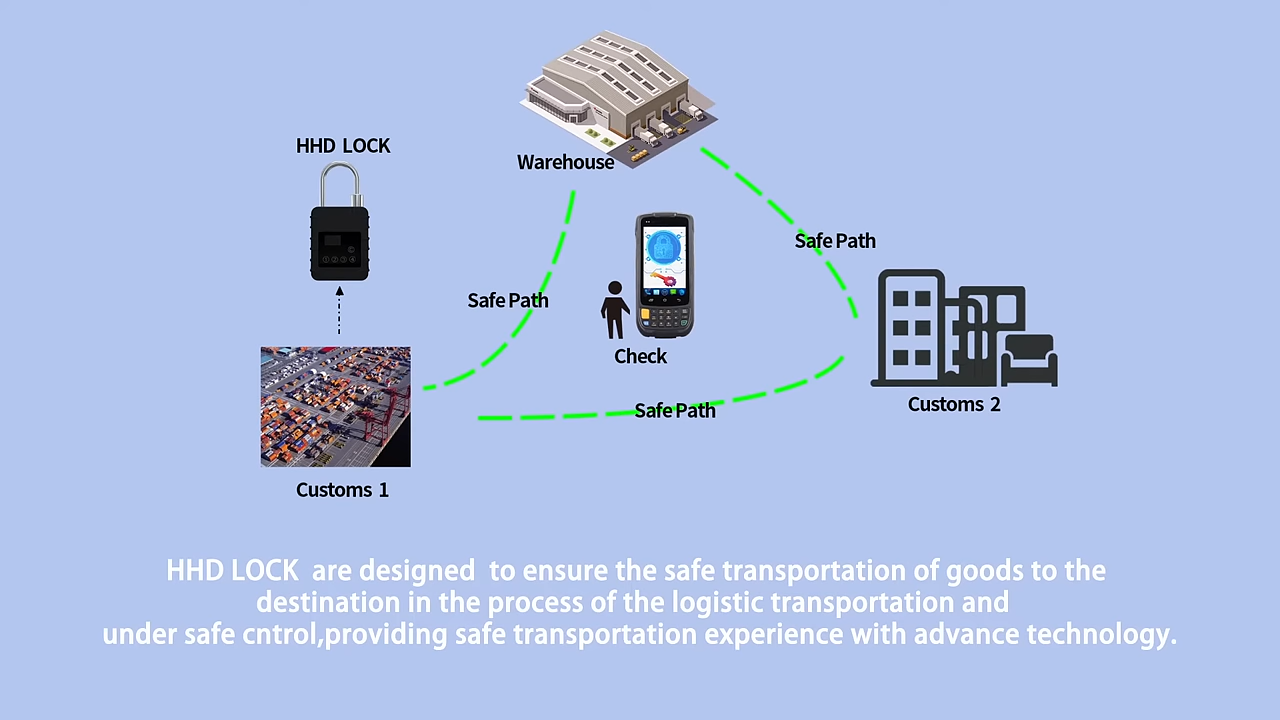 HHD LOCK
Warehouse
Safe Path
Safe Path
Check
Safe Path
Customs 2
Customs 1
HHD LOCK are designed to ensure the safe transportation of goods to the
destination in the process of the logistic transportation and
under safe cntrol,providing safe transportation experience with advance technology.